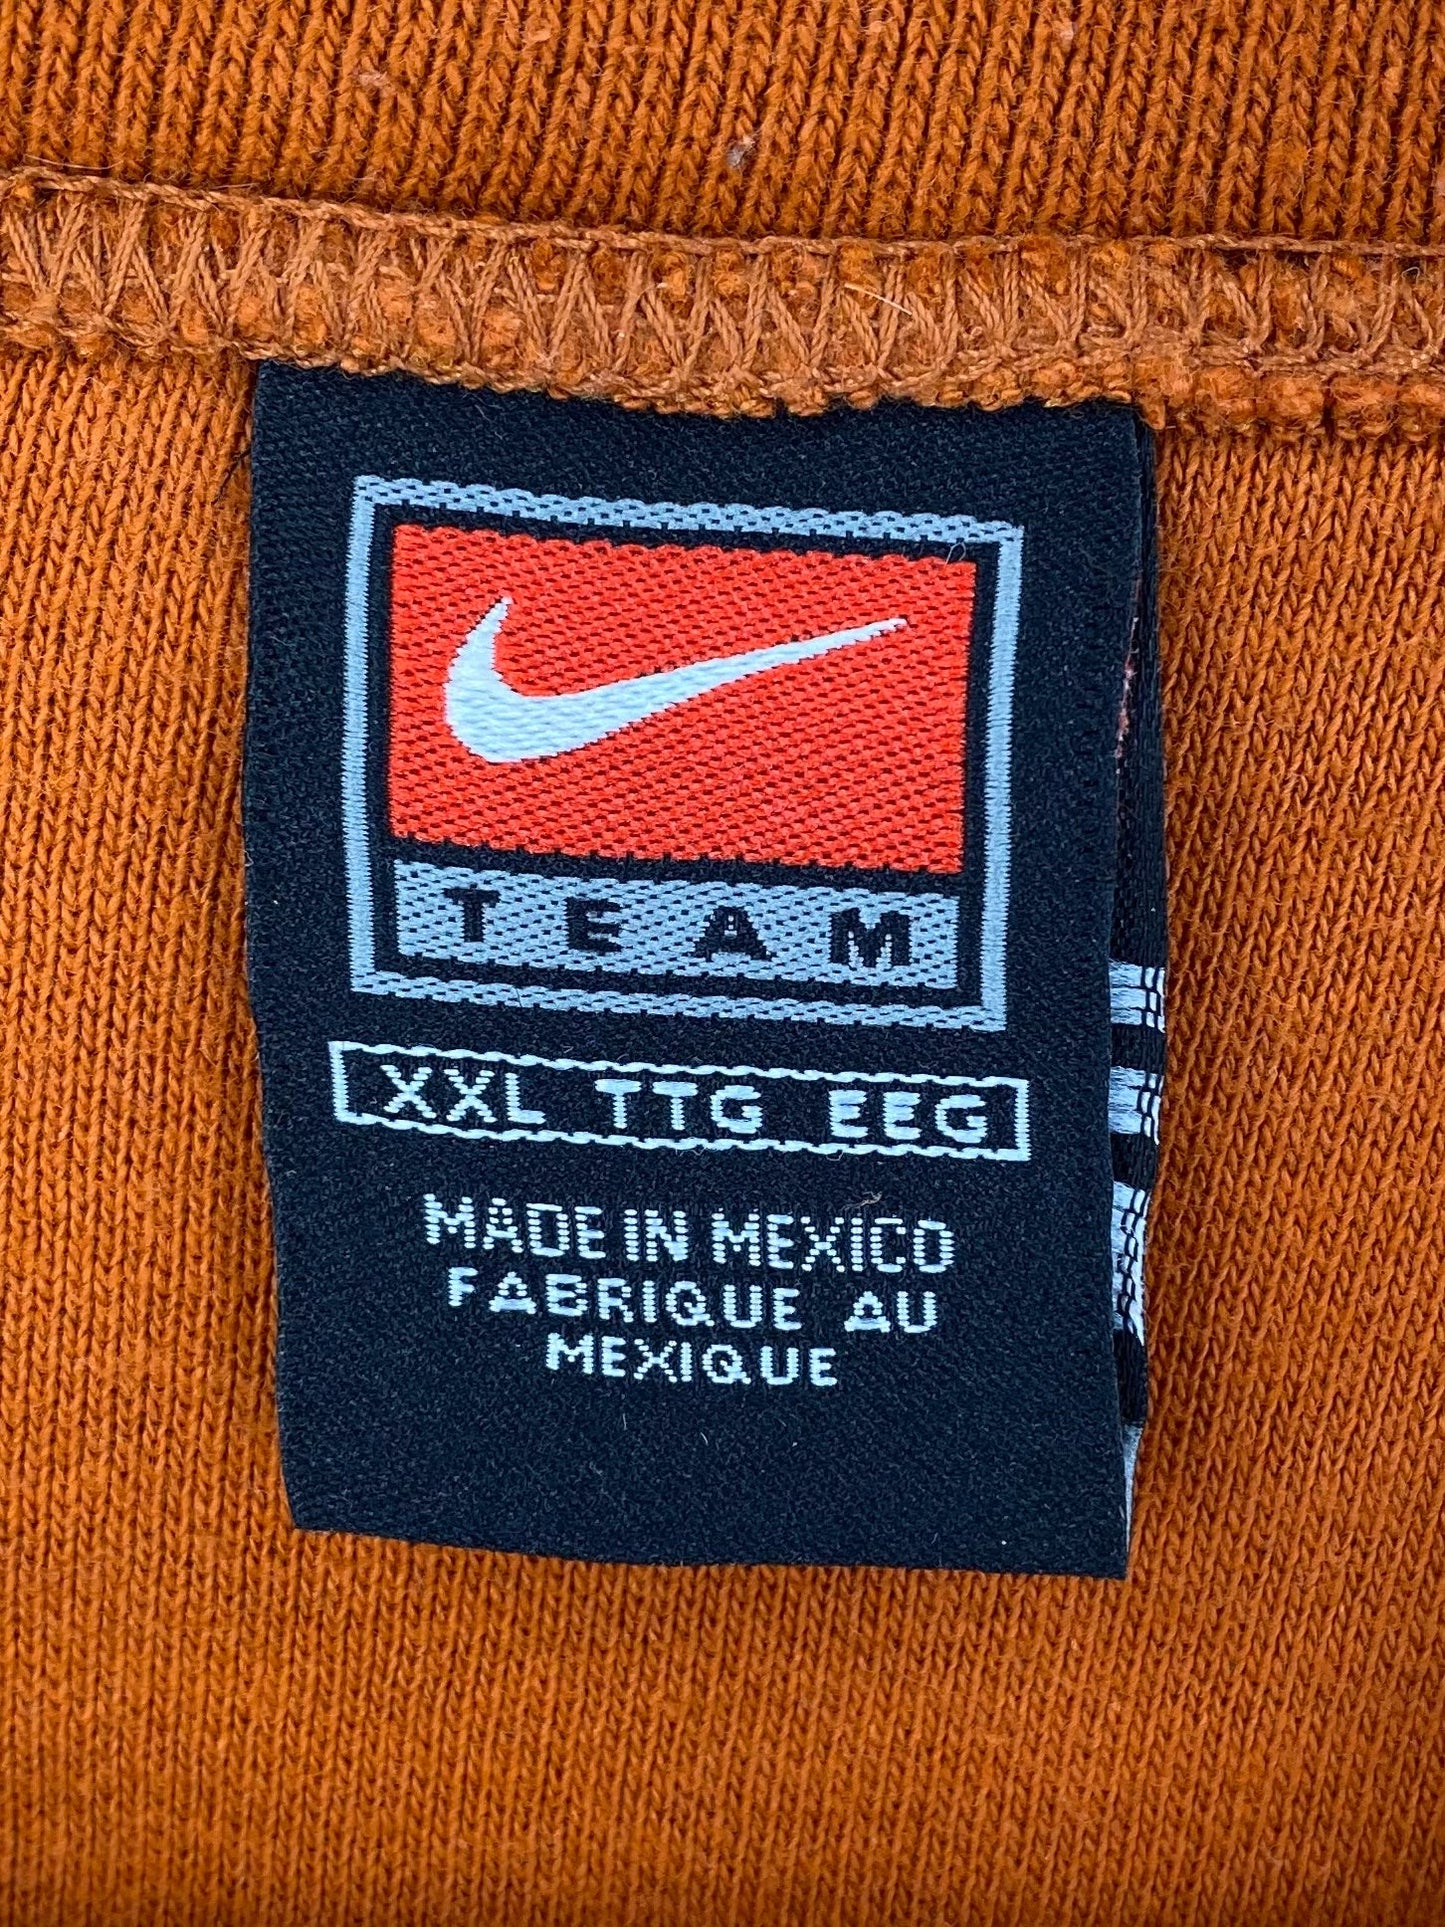 TEAM
XXL TTG EEG
MADE IN MEXICO
FABRIQUE AU
MEXIQUE